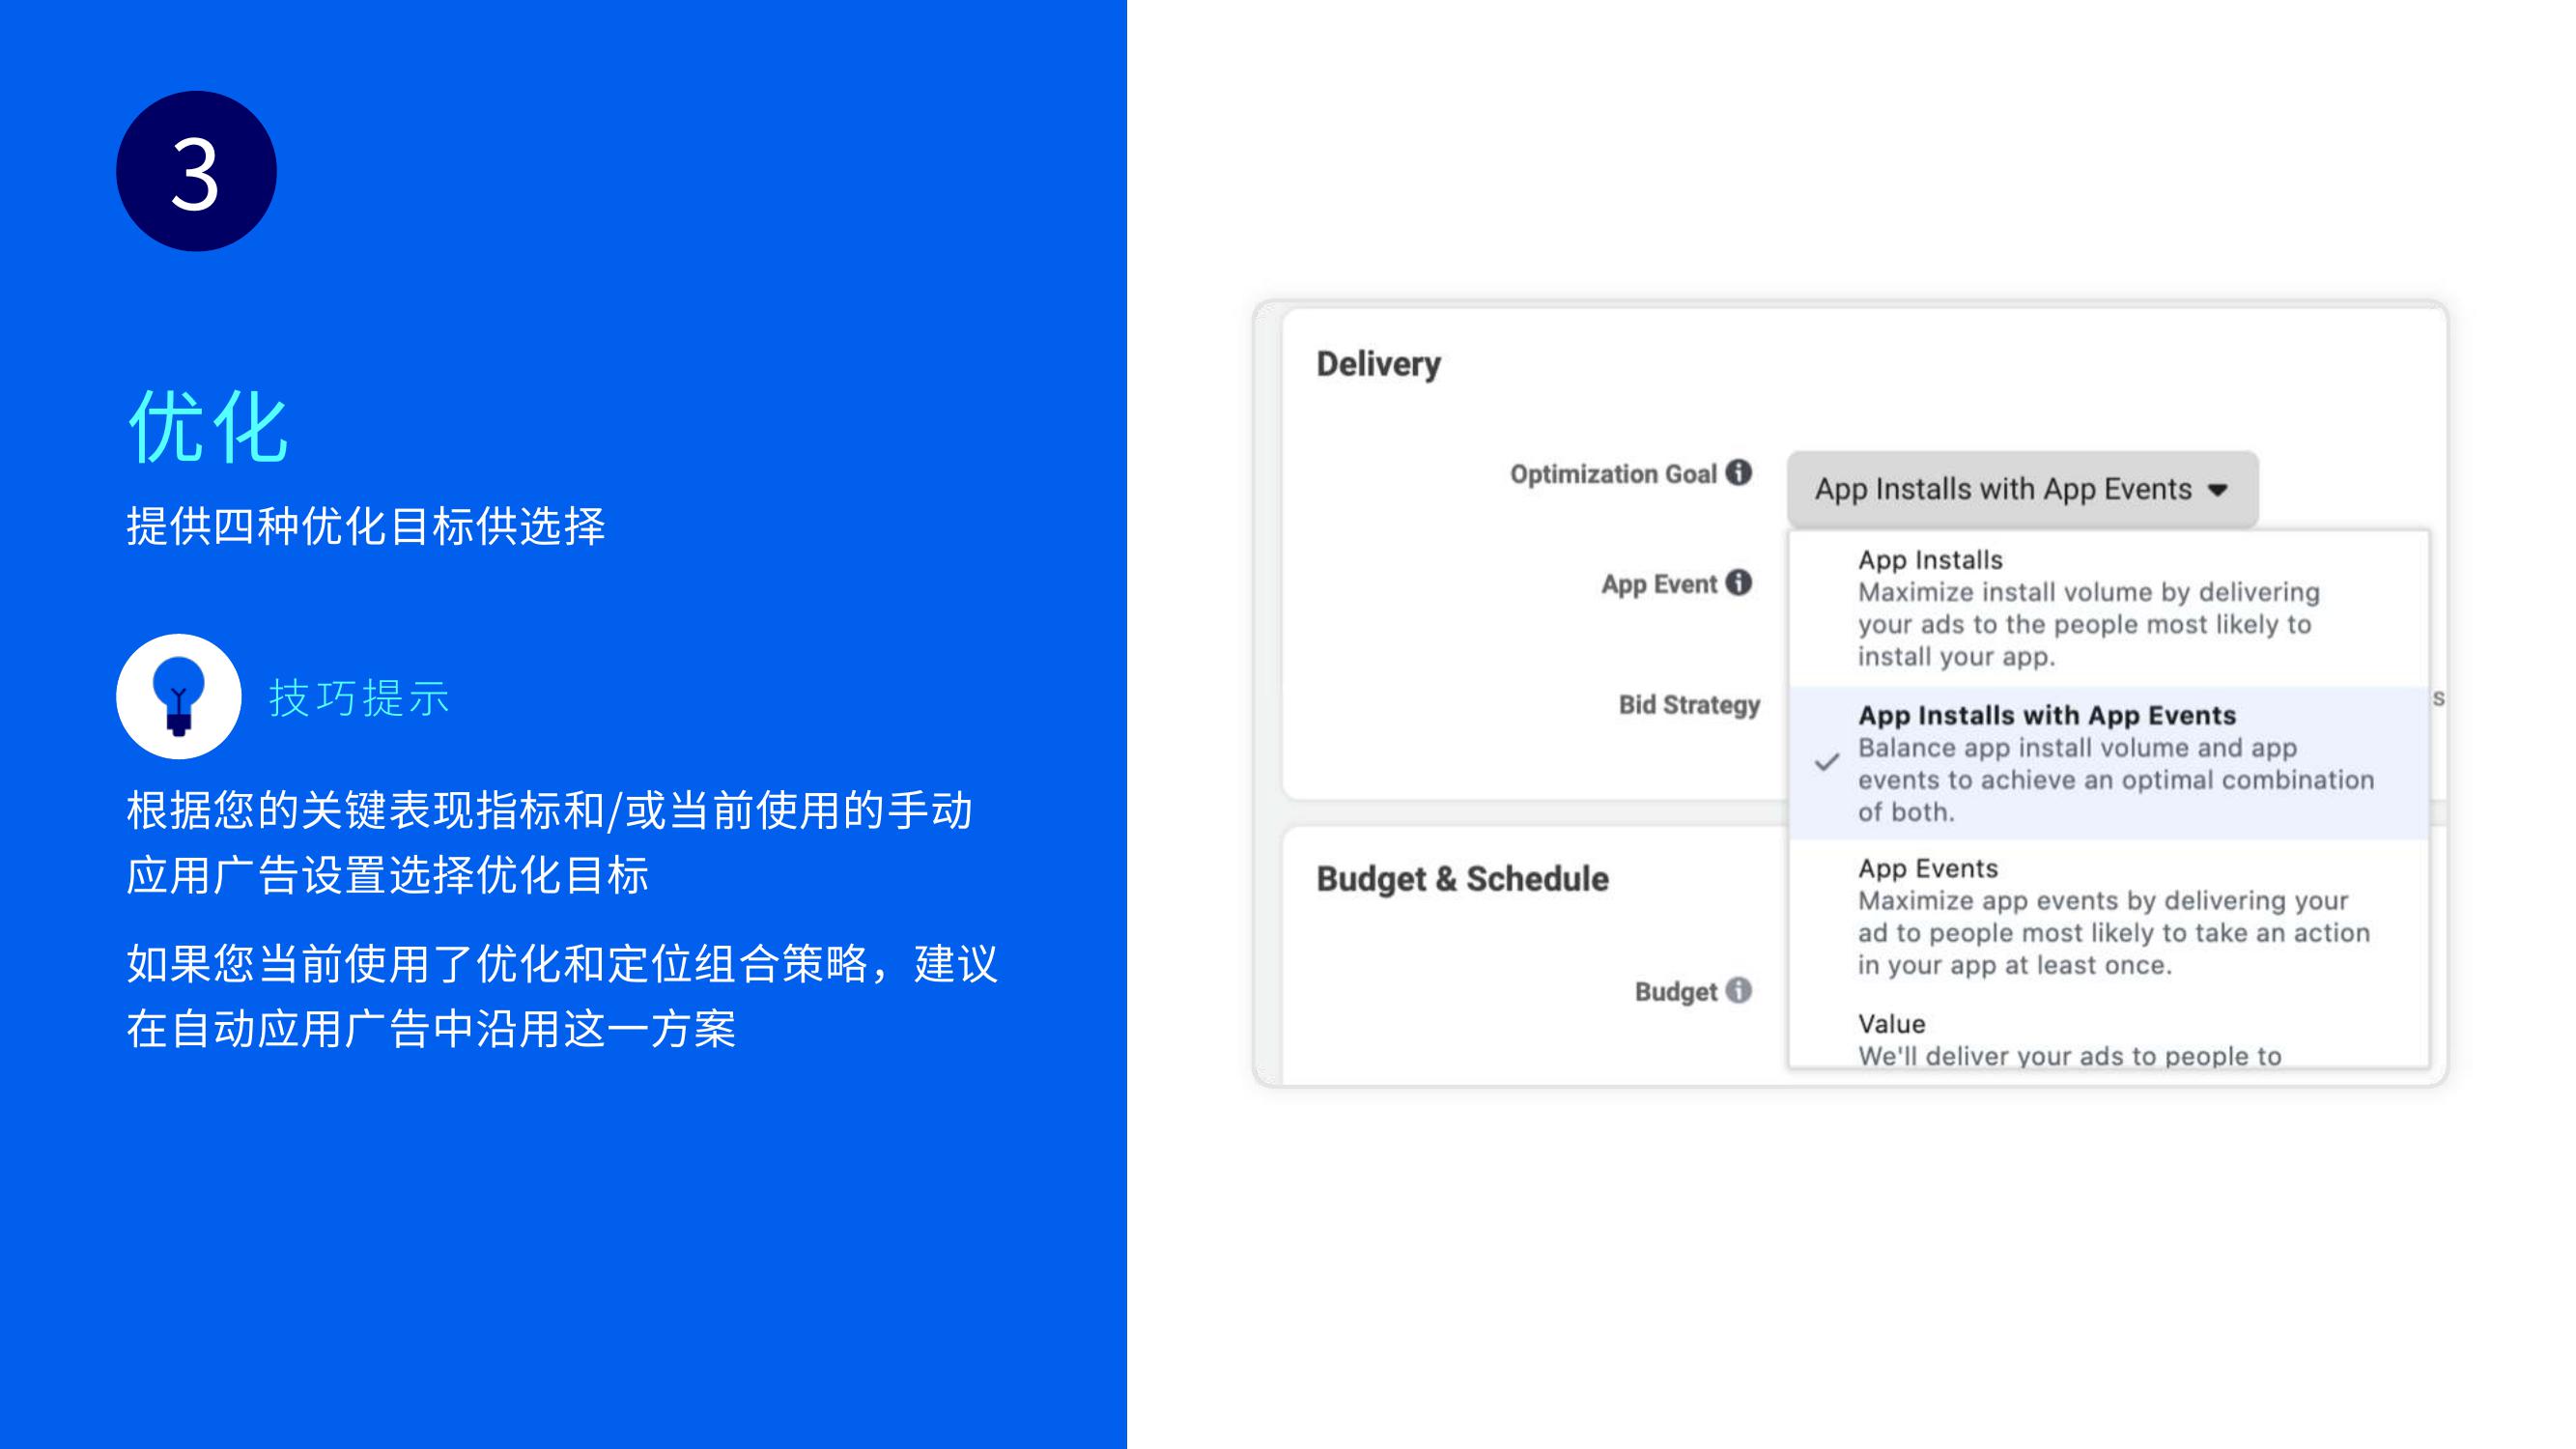 3
优化
提供四种优化目标供选择
技巧提示
根据您的关键表现指标和/或当前使用的手动
应用广告设置选择优化目标
如果您当前使用了优化和定位组合策略，建议
在自动应用广告中沿用这一方案
Delivery
Optimization Goal
App Installs with App Events
App Installs
Maximize install volume by delivering
your ads to the people most likely to
install your app.
App Event
App Installs with App Events
Balance app install volume and app
events to achieve an optimal combination
of both.
Bid Strategy
s
App Events
Maximize app events by delivering your
ad to people most likely to take an action
in your app at least once.
Value
We'll deliver your ads to people to
Budget & Schedule
Budget